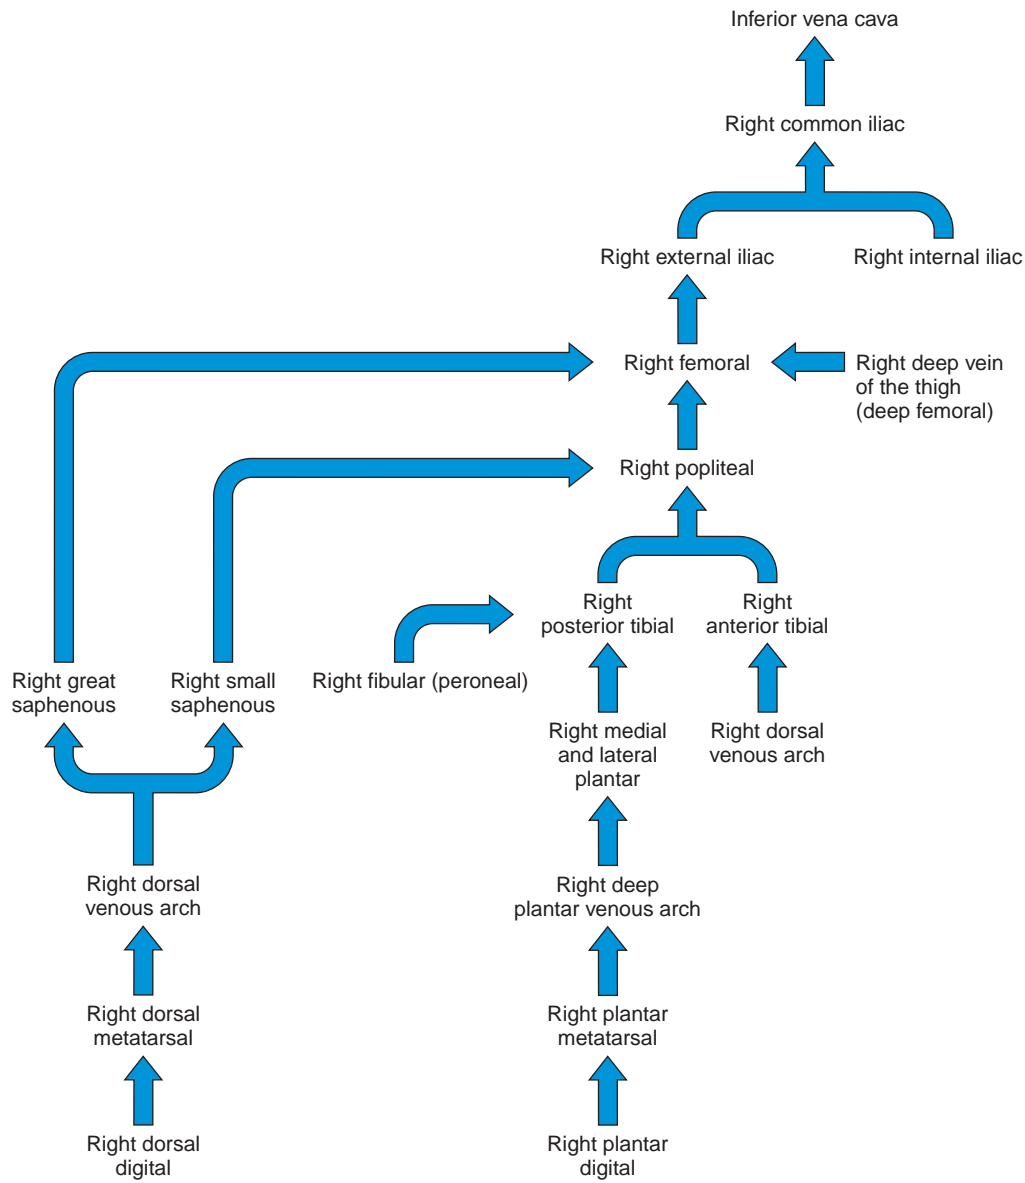 Inferior vena cava
Right common iliac
Right external iliac
Right internal iliac
Right femoral
Right deep vein
of the thigh
(deep femoral)
Right popliteal
Right
posterior tibial
Right
anterior tibial
Right great
saphenous
Right small
saphenous
Right fibular (peroneal)
Right medial
and lateral
plantar
Right dorsal
venous arch
Right dorsal
venous arch
Right deep
plantar venous arch
Right dorsal
metatarsal
Right plantar
metatarsal
Right dorsal
digital
Right plantar
digital